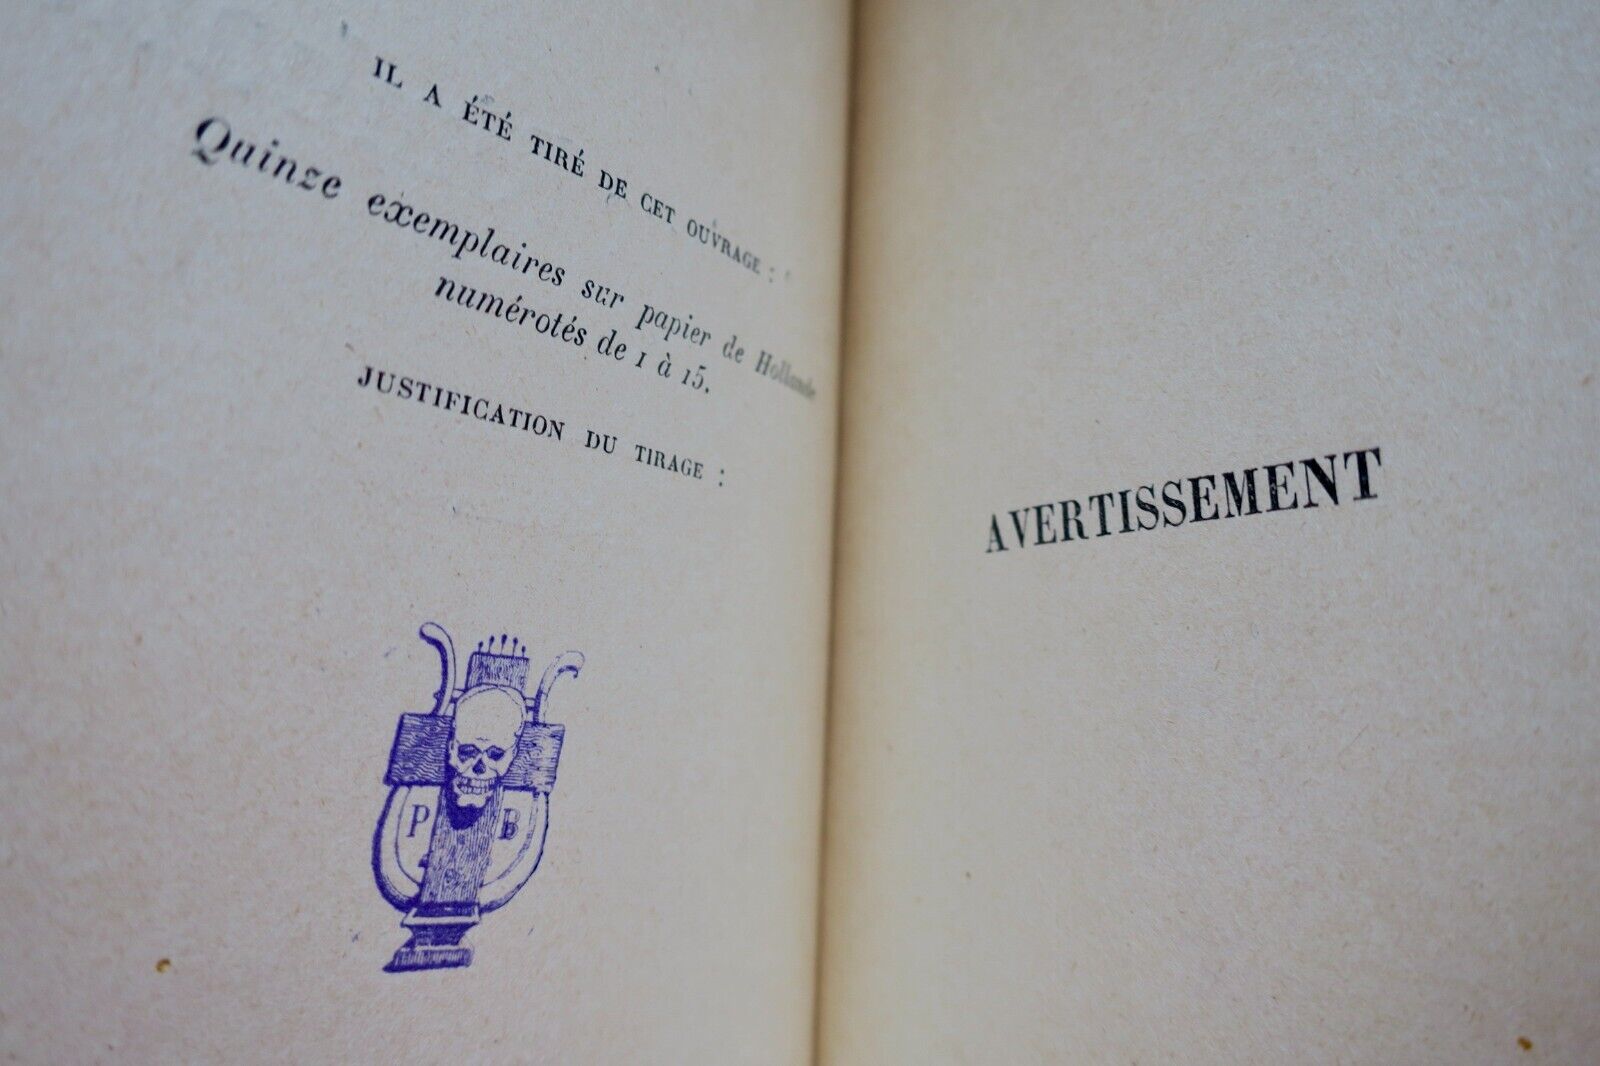 IL A ÉTÉ TIRÉ DE CET OUVRAGE :
Quinze exemplaires sur papier de Hollande
numérotés de 1 à 15.
JUSTIFICATION DU TIRAGE :
P B
AVERTISSEMENT